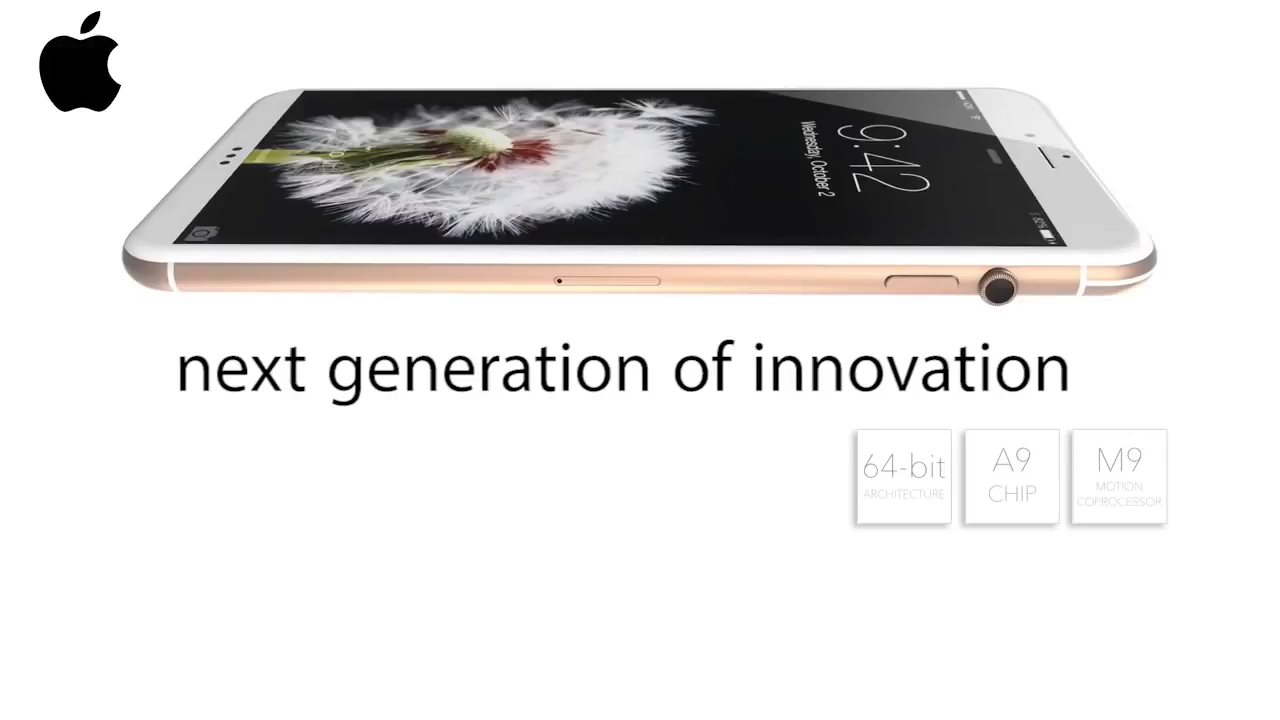 9:42
Wednesday, October 2
next generation of innovation
64-bit
ARCHITECTURE
A9
CHIP
M9
MOTION
COPROCESSOR